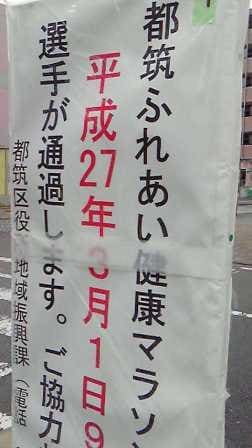 都筑ふれあい健康マラソン
平成27年3月1日9
選手が通過します。ご協力
都筑区役 地域振興課(電話